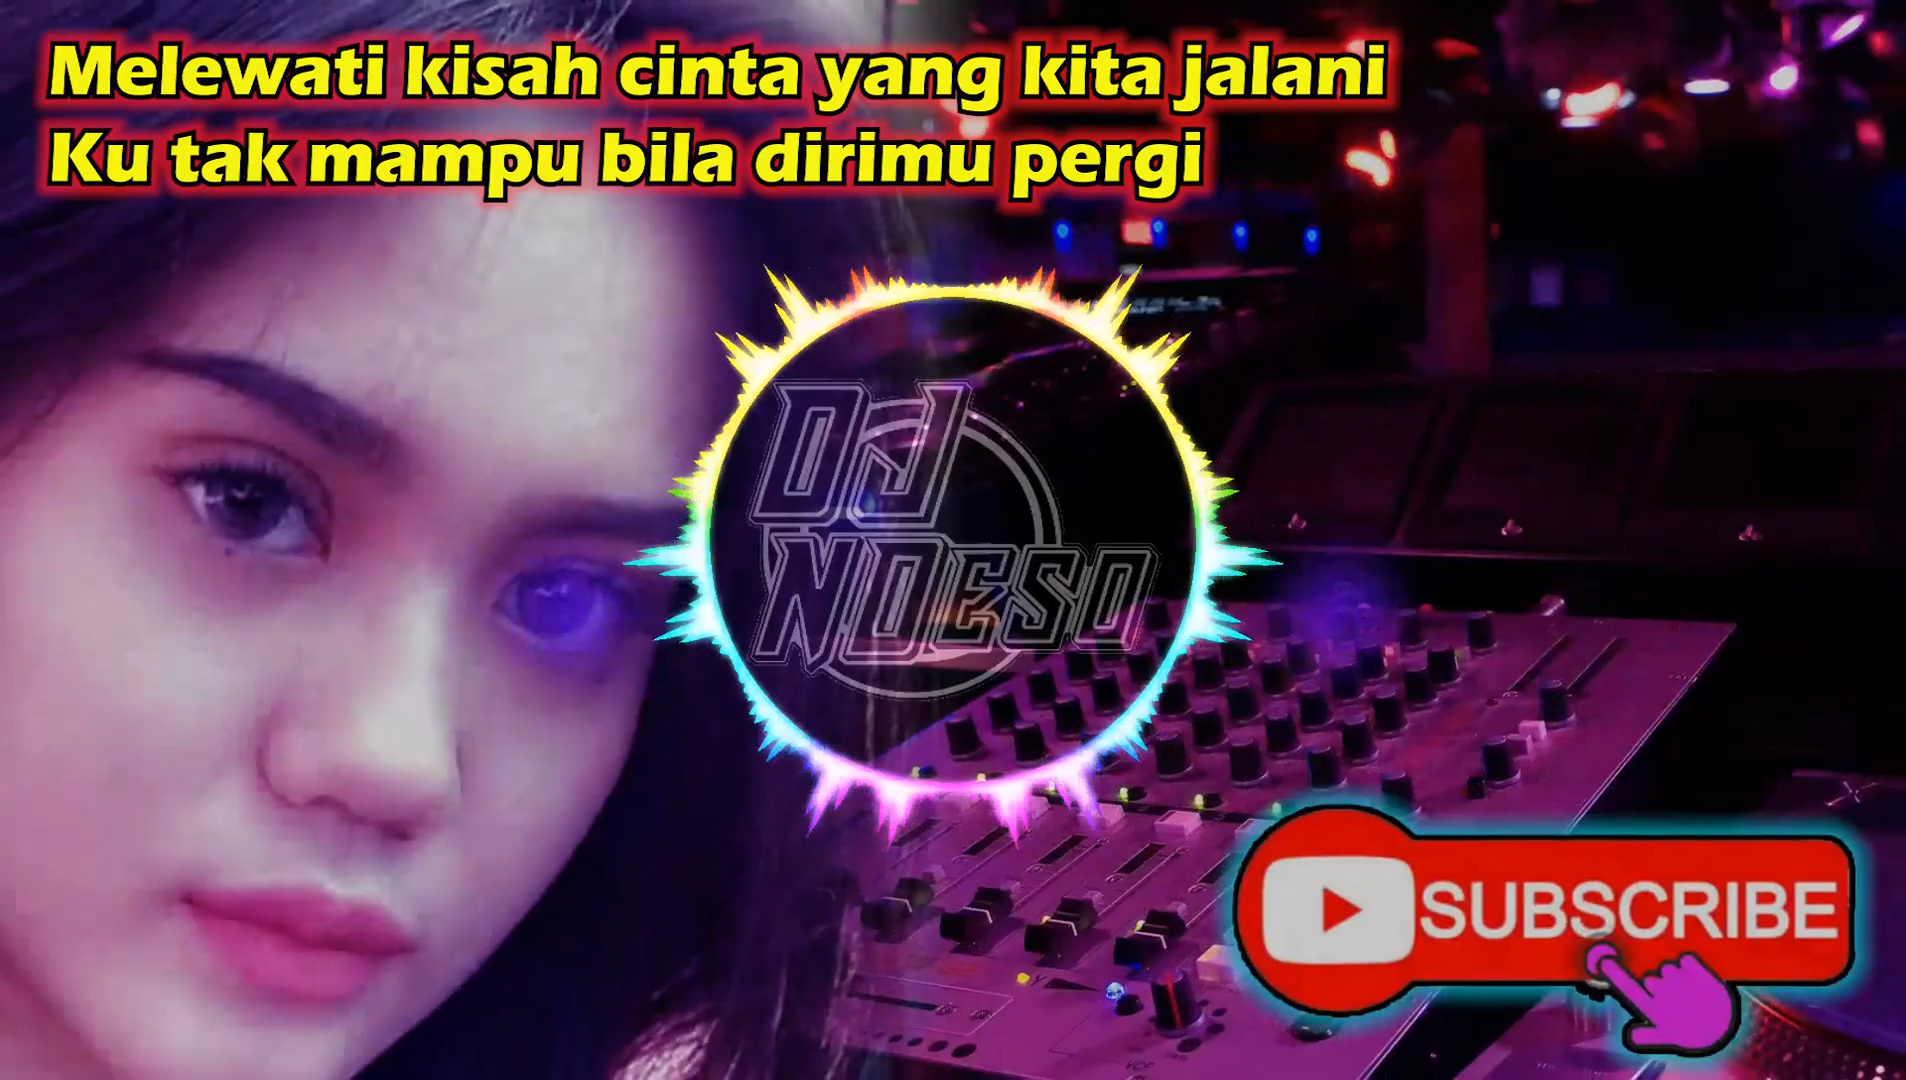 Melewati kisah cinta yang kita jalani
Ku tak mampu bila dirimu pergi
DJ
NDESO
SUBSCRIBE